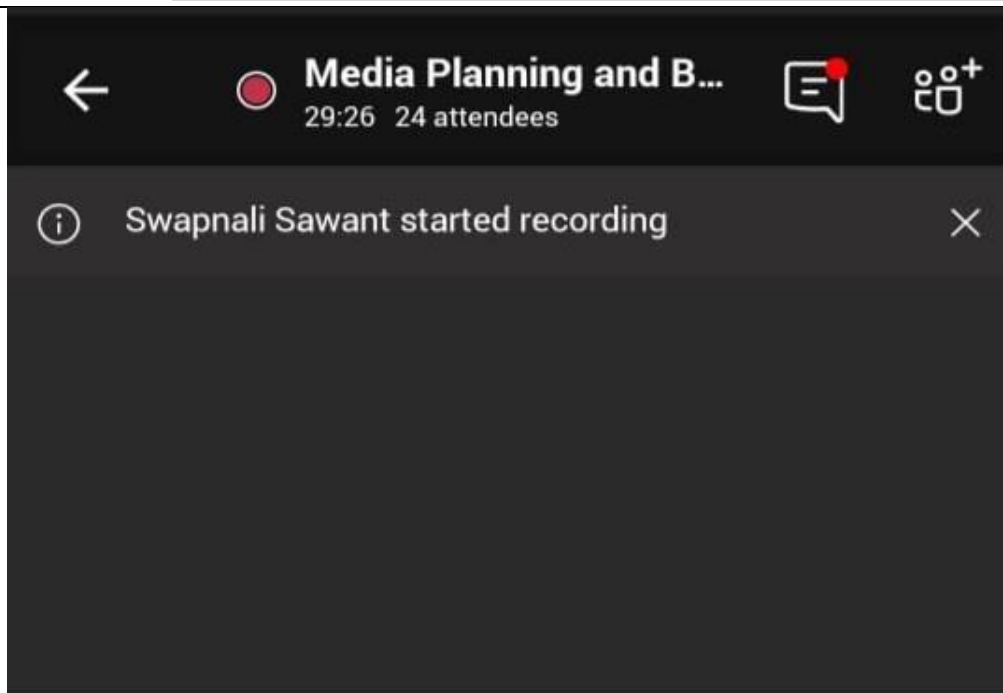 Media Planning and B...
29:26 24 attendees
Swapnali Sawant started recording